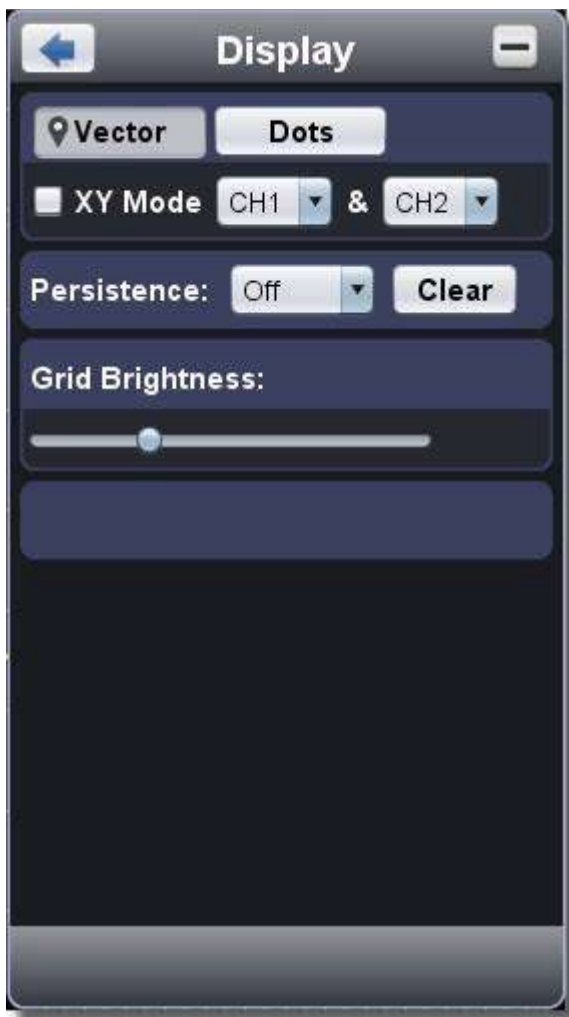 Display
Vector Dots
XY Mode CH1 & CH2
Persistence: Off Clear
Grid Brightness: